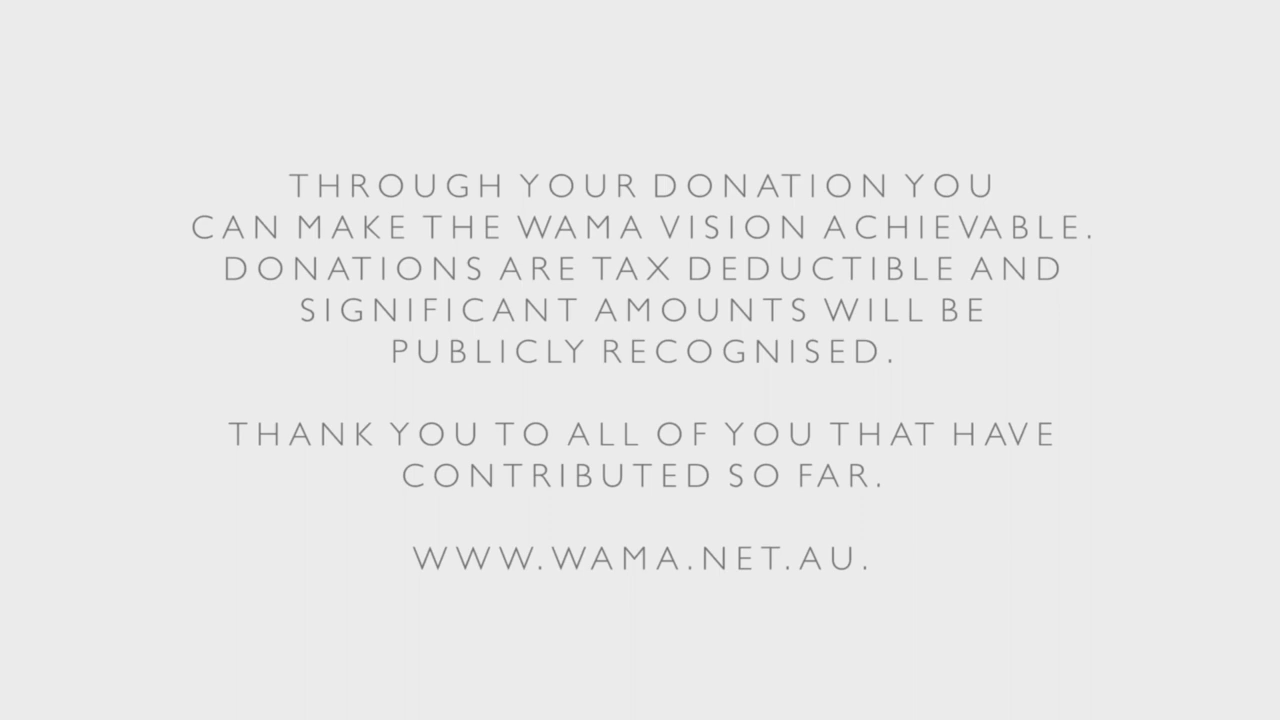 THROUGH YOUR DONATION YOU
CAN MAKE THE WAMA VISION ACHIEVABLE.
DONATIONS ARE TAX DEDUCTIBLE AND
SIGNIFICANT AMOUNTS WILL BE
PUBLICLY RECOGNISED.
THANK YOU TO ALL OF YOU THAT HAVE
CONTRIBUTED SO FAR.
WWW.WAMA.NET.AU.